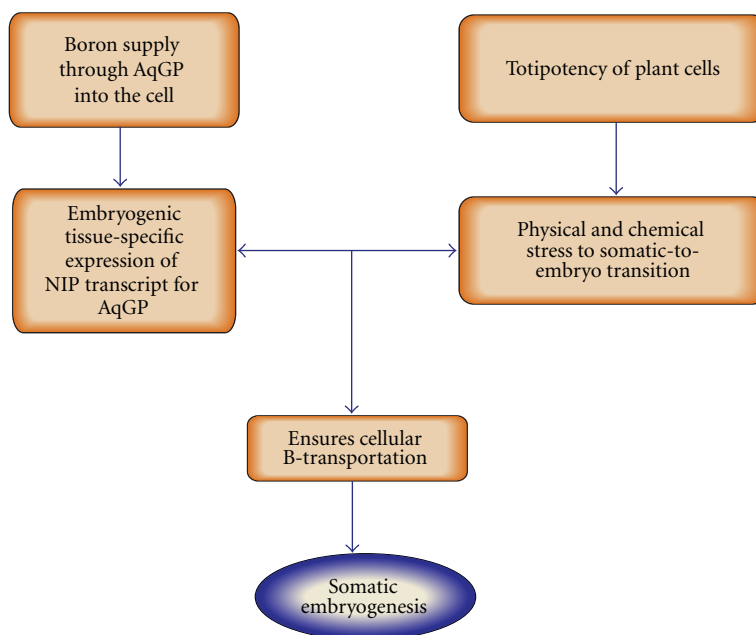 Boron supply
through AqGP
into the cell
Totipotency of plant cells
Embryogenic
tissue-specific
expression of
NIP transcript for
AqGP
Physical and chemical
stress to somatic-to-
embryo transition
Ensures cellular
B-transportation
Somatic
embryogenesis